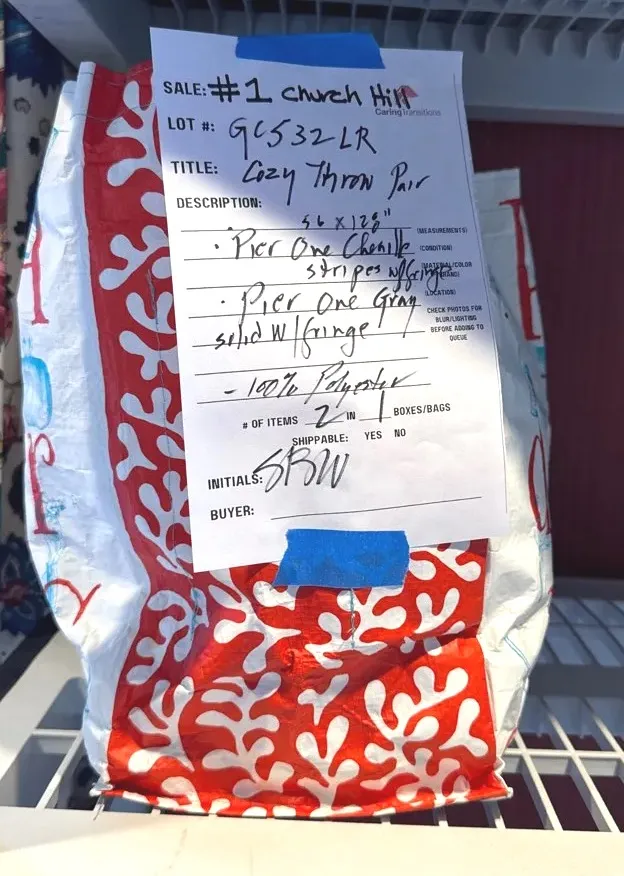 SALE: #1 Church Hill
Caring Transitions
LOT #: GC532LR
TITLE: Cozy Throw Pair
DESCRIPTION:
56 x 128" (MEASUREMENTS)
• Pier One Chenille (CONDITION)
stripes w/fringe (MATERIAL/COLOR
BRAND)
• Pier One Gray (LOCATION)
solid w/fringe
CHECK PHOTOS FOR
BLUR/LIGHTING
BEFORE ADDING TO
QUEUE
- 100% Polyester
# OF ITEMS 2 IN 1 BOXES/BAGS
SHIPPABLE: YES NO
INITIALS: SBW
BUYER: